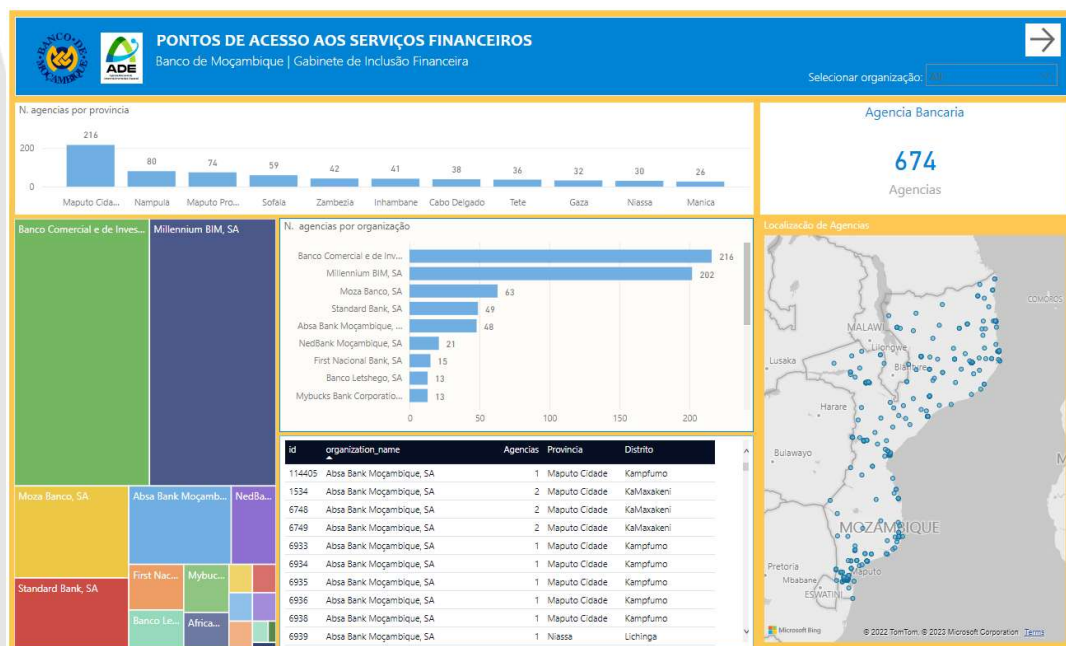 BANCO DE MOÇAMBIQUE
ADE
PONTOS DE ACESSO AOS SERVIÇOS FINANCEIROS
Banco de Moçambique | Gabinete de Inclusão Financeira
Selecionar organização:
N. agencias por provincia
216
80
74
59
42
41
38
36
32
30
26
200
0
Maputo Cida...
Nampula
Maputo Pro...
Sofala
Zambezia
Inhambane
Cabo Delgado
Tete
Gaza
Niassa
Manica
Agencia Bancaria
674
Agencias
Banco Comercial e de Inves...
Millennium BIM, SA
Moza Banco, SA
Absa Bank Moçamb...
NedBa...
Standard Bank, SA
First Nac...
Mybuc...
Banco Le...
Africa...
N. agencias por organização
Banco Comercial e de Inv... 216
Millennium BIM, SA 202
Moza Banco, SA 63
Standard Bank, SA 49
Absa Bank Moçambique, ... 48
NedBank Moçambique, SA 21
First Nacional Bank, SA 15
Banco Letshego, SA 13
Mybucks Bank Corporatio... 13
0 50 100 150 200
id organization_name Agencias Provincia Distrito
114405 Absa Bank Moçambique, SA 1 Maputo Cidade Kampfumo
1534 Absa Bank Moçambique, SA 2 Maputo Cidade KaMaxakeni
6748 Absa Bank Moçambique, SA 2 Maputo Cidade KaMaxakeni
6749 Absa Bank Moçambique, SA 2 Maputo Cidade KaMaxakeni
6933 Absa Bank Moçambique, SA 1 Maputo Cidade Kampfumo
6934 Absa Bank Moçambique, SA 1 Maputo Cidade Kampfumo
6935 Absa Bank Moçambique, SA 1 Maputo Cidade Kampfumo
6936 Absa Bank Moçambique, SA 1 Maputo Cidade Kampfumo
6938 Absa Bank Moçambique, SA 1 Maputo Cidade Kampfumo
6939 Absa Bank Moçambique, SA 1 Niassa Lichinga
Localização de Agencias
COMOROS
MALAWI
Lilongwe
Lusaka
Blantyre
Harare
Bulawayo
M
MOZAMBIQUE
Pretoria
Maputo
Mbabane
ESWATINI
Microsoft Bing
© 2022 TomTom, © 2023 Microsoft Corporation Terms